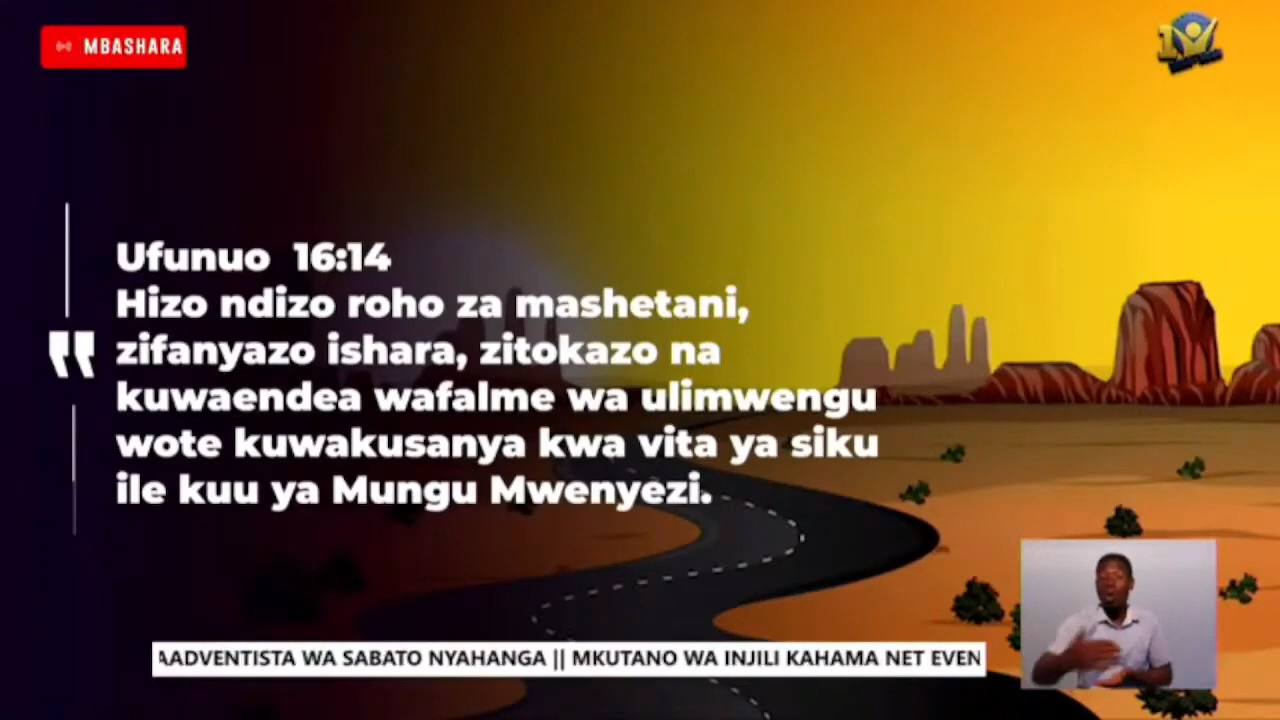 MBASHARA
Ufunuo 16:14
Hizo ndizo roho za mashetani,
zifanyazo ishara, zitokazo na
kuwaendea wafalme wa ulimwengu
wote kuwakusanya kwa vita ya siku
ile kuu ya Mungu Mwenyezi.
AADVENTISTA WA SABATO NYAHANGA || MKUTANO WA INJILI KAHAMA NET EVEN